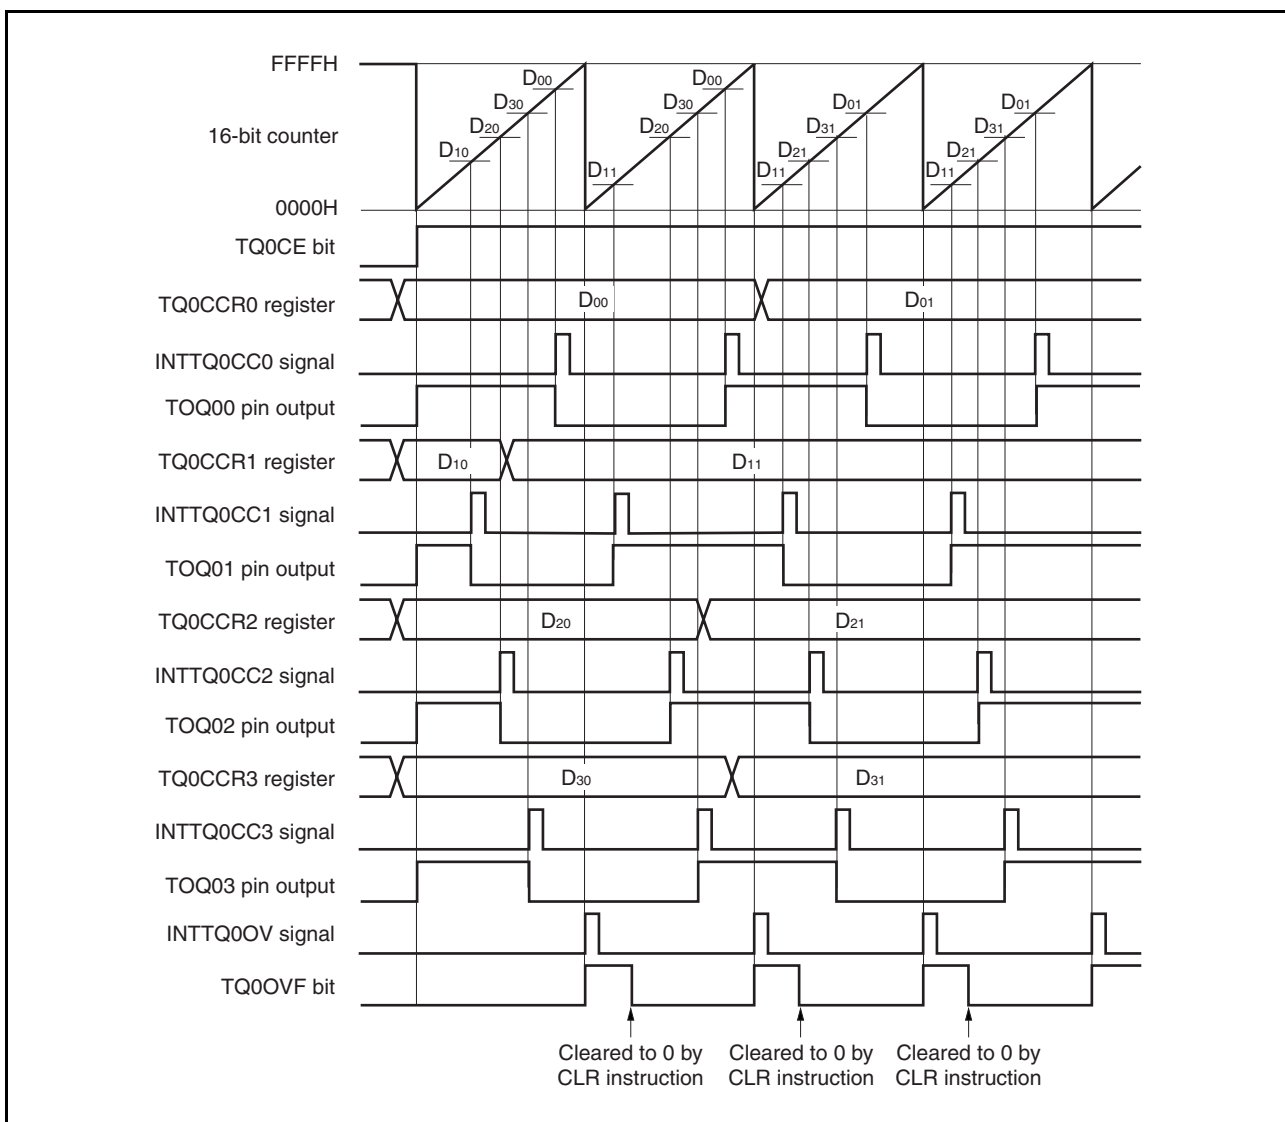 FFFFH
16-bit counter
0000H
D10
D20
D30
D00
D11
D20
D30
D00
D11
D21
D31
D01
D11
D21
D31
D01
TQ0CE bit
TQ0CCR0 register
D00
D01
INTTQ0CC0 signal
TOQ00 pin output
TQ0CCR1 register
D10
D11
INTTQ0CC1 signal
TOQ01 pin output
TQ0CCR2 register
D20
D21
INTTQ0CC2 signal
TOQ02 pin output
TQ0CCR3 register
D30
D31
INTTQ0CC3 signal
TOQ03 pin output
INTTQ0OV signal
TQ0OVF bit
Cleared to 0 by
CLR instruction
Cleared to 0 by
CLR instruction
Cleared to 0 by
CLR instruction